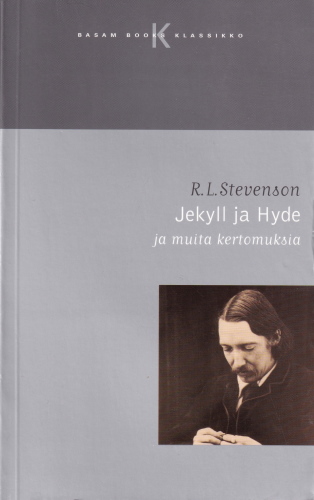 BASAM BOOKS KLASSIKKO
K
R.L.Stevenson
Jekyll ja Hyde
ja muita kertomuksia